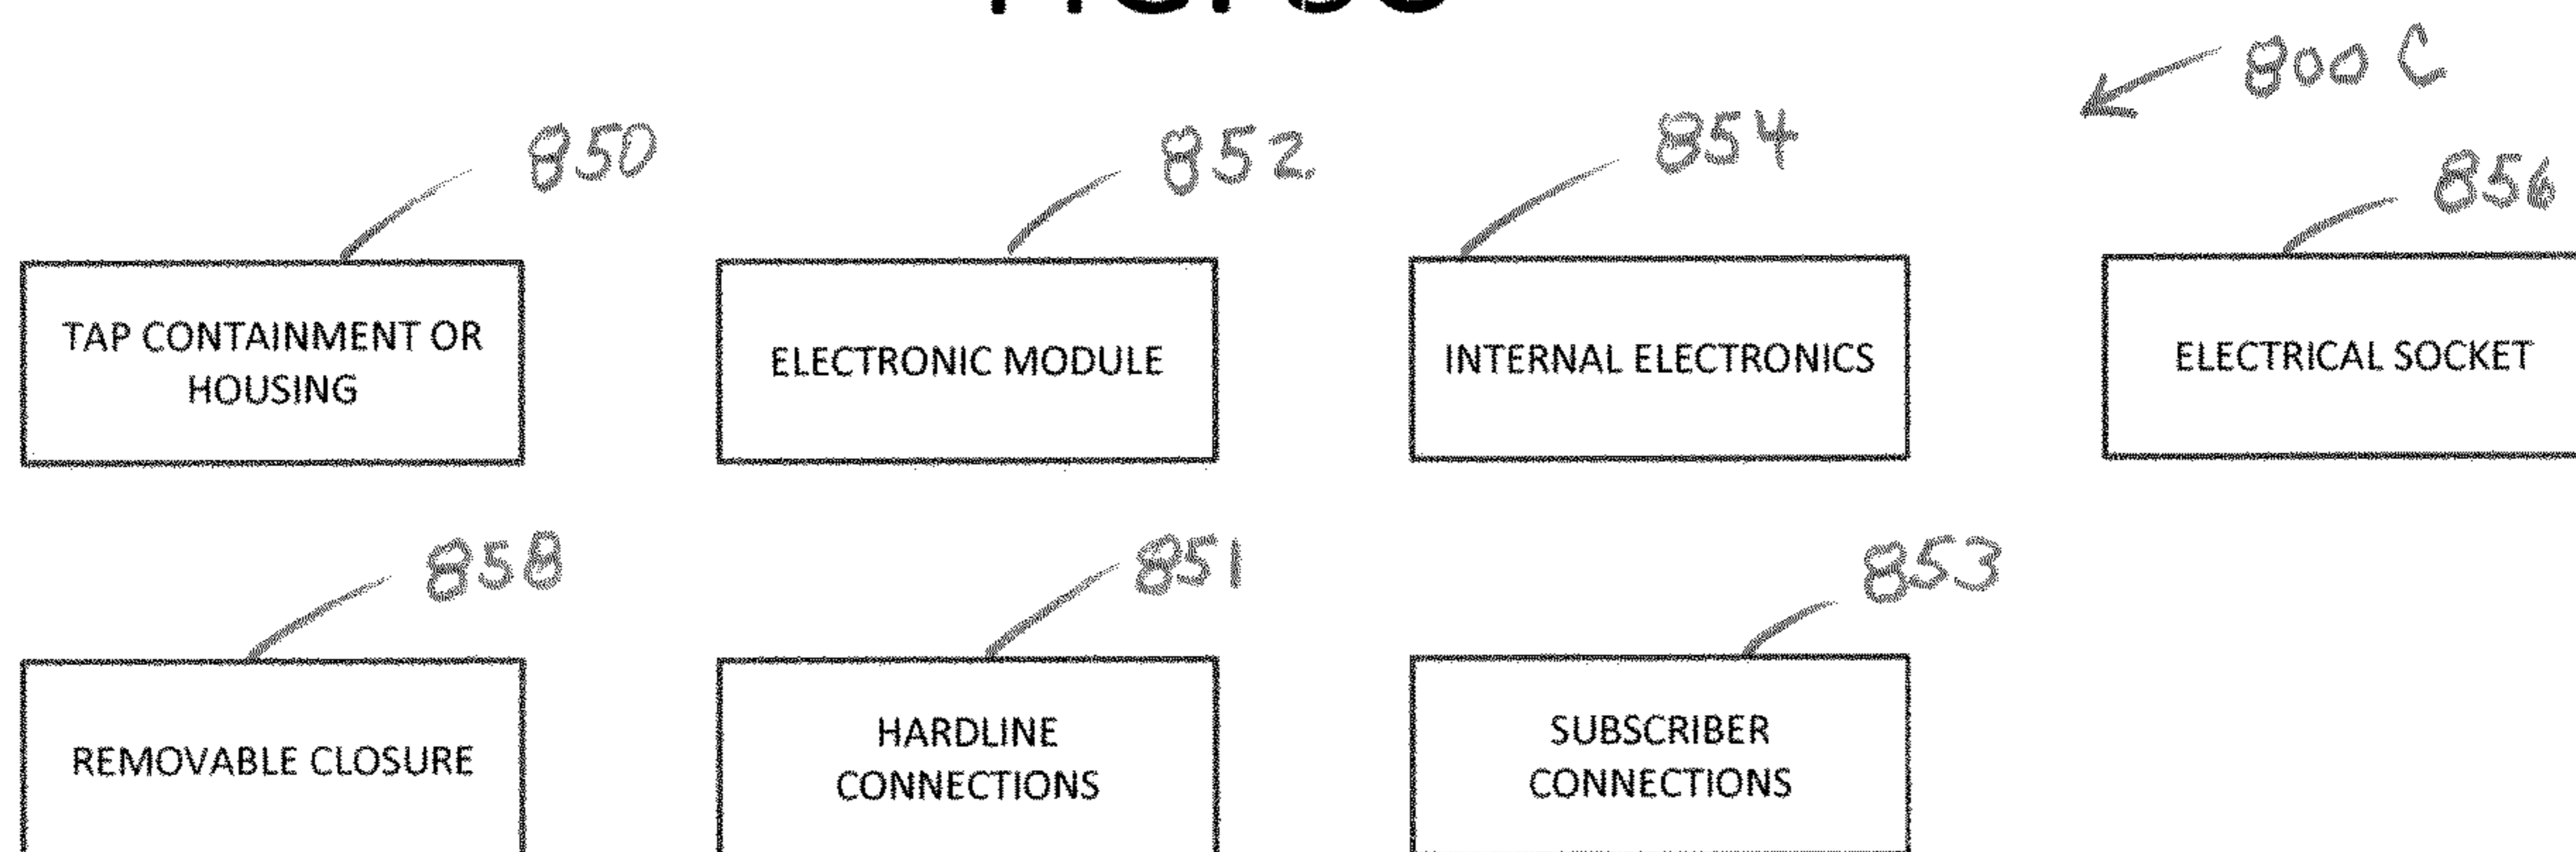 800 C
850
852
854
856
TAP CONTAINMENT OR
HOUSING
ELECTRONIC MODULE
INTERNAL ELECTRONICS
ELECTRICAL SOCKET
858
851
853
REMOVABLE CLOSURE
HARDLINE
CONNECTIONS
SUBSCRIBER
CONNECTIONS